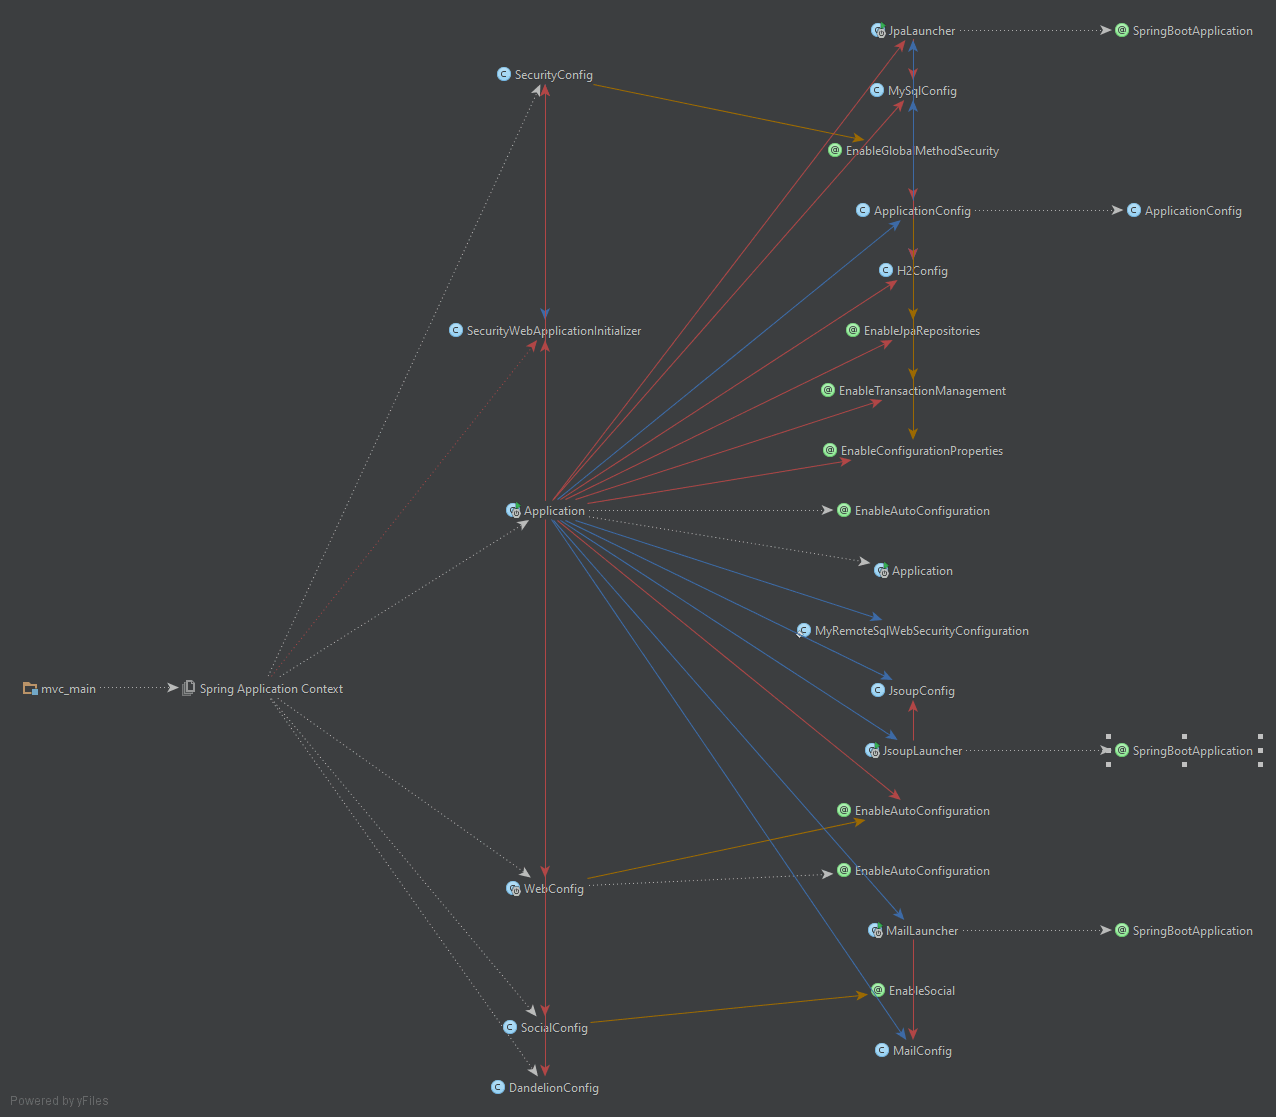 JpaLauncher
SpringBootApplication
SecurityConfig
MySqlConfig
EnableGlobalMethodSecurity
ApplicationConfig
ApplicationConfig
H2Config
SecurityWebApplicationInitializer
EnableJpaRepositories
EnableTransactionManagement
EnableConfigurationProperties
Application
EnableAutoConfiguration
Application
MyRemoteSqlWebSecurityConfiguration
mvc_main
Spring Application Context
JsoupConfig
JsoupLauncher
SpringBootApplication
EnableAutoConfiguration
WebConfig
EnableAutoConfiguration
MailLauncher
SpringBootApplication
EnableSocial
SocialConfig
MailConfig
DandelionConfig
Powered by yFiles